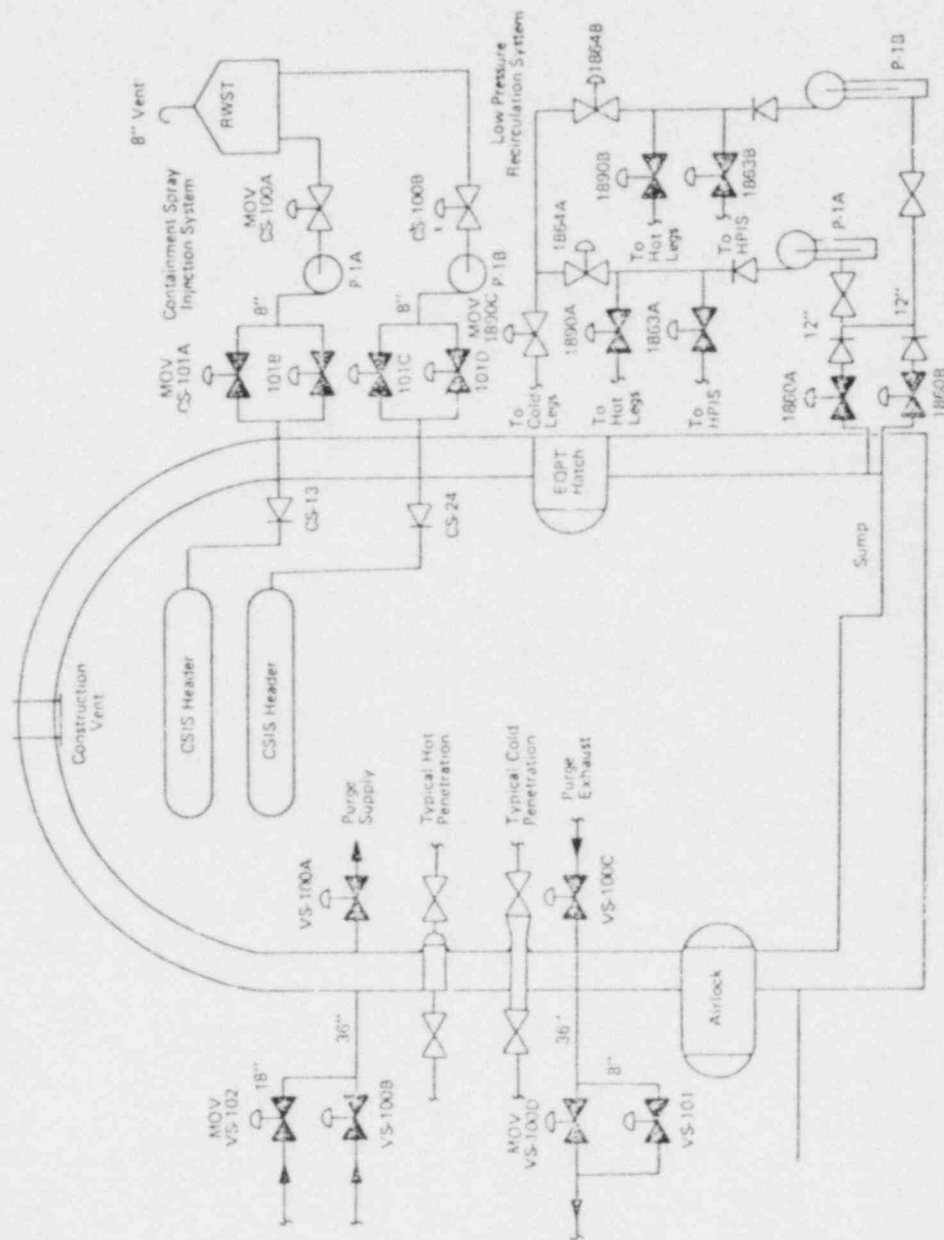 8" Vent
RWST
Containment Spray
Injection System
MOV
CS-100A
P-1A
8"
MOV
CS-101A
101B
CS-13
CS-100B
P-1B
8"
101C
101D
CS-24
Construction
Vent
CSIS Header
CSIS Header
VS-100A
Purge
Supply
Typical Hot
Penetration
Typical Cold
Penetration
Purge
Exhaust
VS-100C
36"
18"
MOV
VS-102
VS-100B
36"
8"
MOV
VS-100D
VS-101
Airlock
EQPT
Hatch
Sump
Low Pressure
Recirculation System
1864B
1890B
To
Hot
Legs
1863B
To
HPIS
P-1B
1864A
MOV
1890C
To
Cold
Legs
1890A
To
Hot
Legs
1863A
To
HPIS
P-1A
12"
12"
1860A
1860B